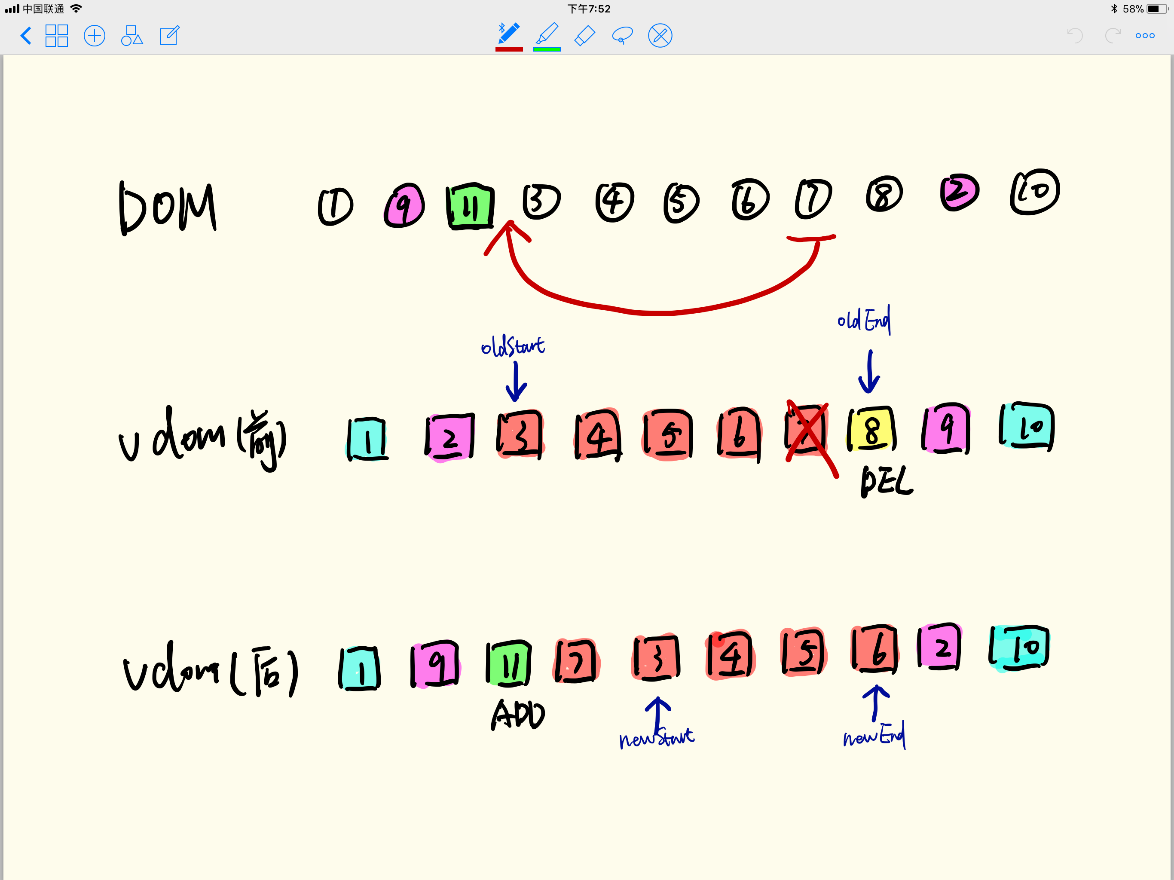 中国联通 下午7:52 58%
DOM ① ⑨ 11 ③ ④ ⑤ ⑥ ⑦ ⑧ ② ⑩
oldStart oldEnd
vdom(前) 1 2 3 4 5 6 7 8 9 10
DEL
vdom(后) 1 9 11 7 3 4 5 6 2 10
ADD
newStart newEnd